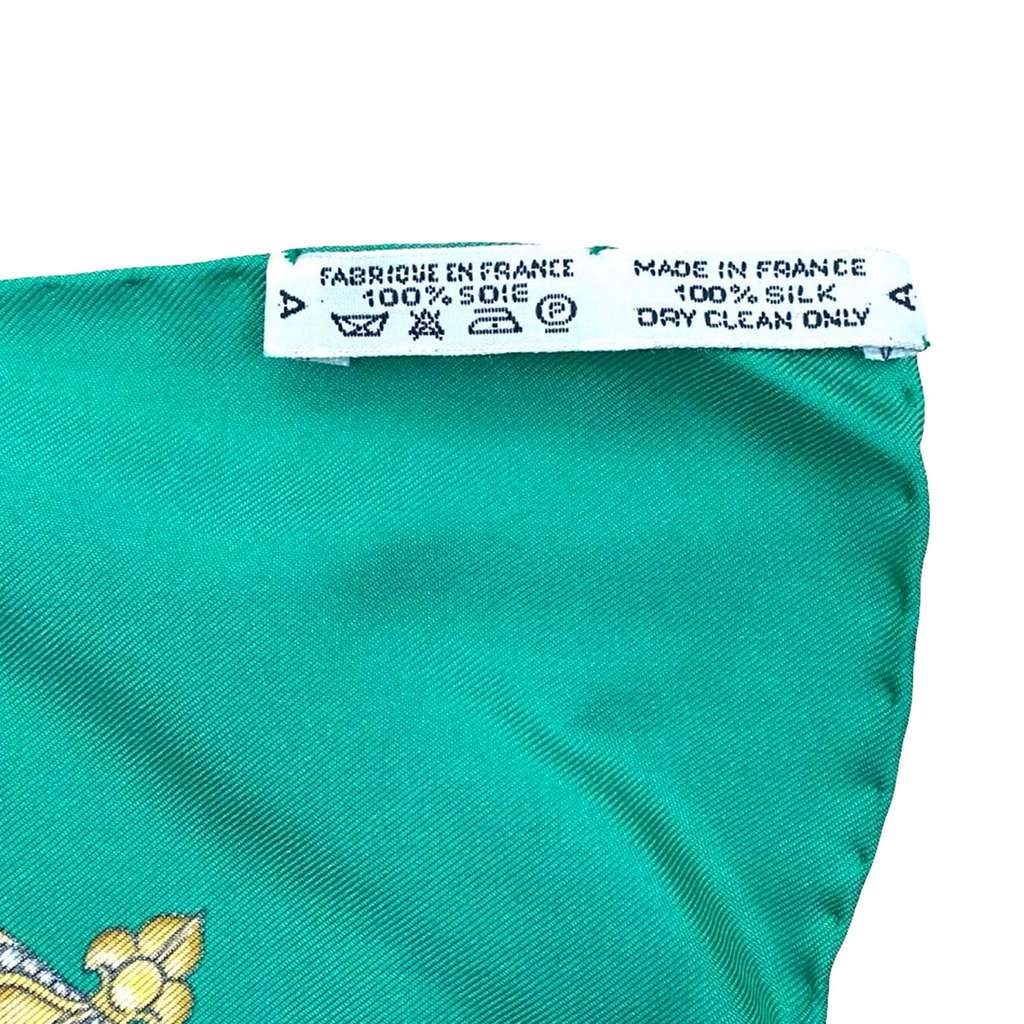 A
FABRIQUE EN FRANCE
100% SOIE
P
MADE IN FRANCE
100% SILK
DRY CLEAN ONLY
A